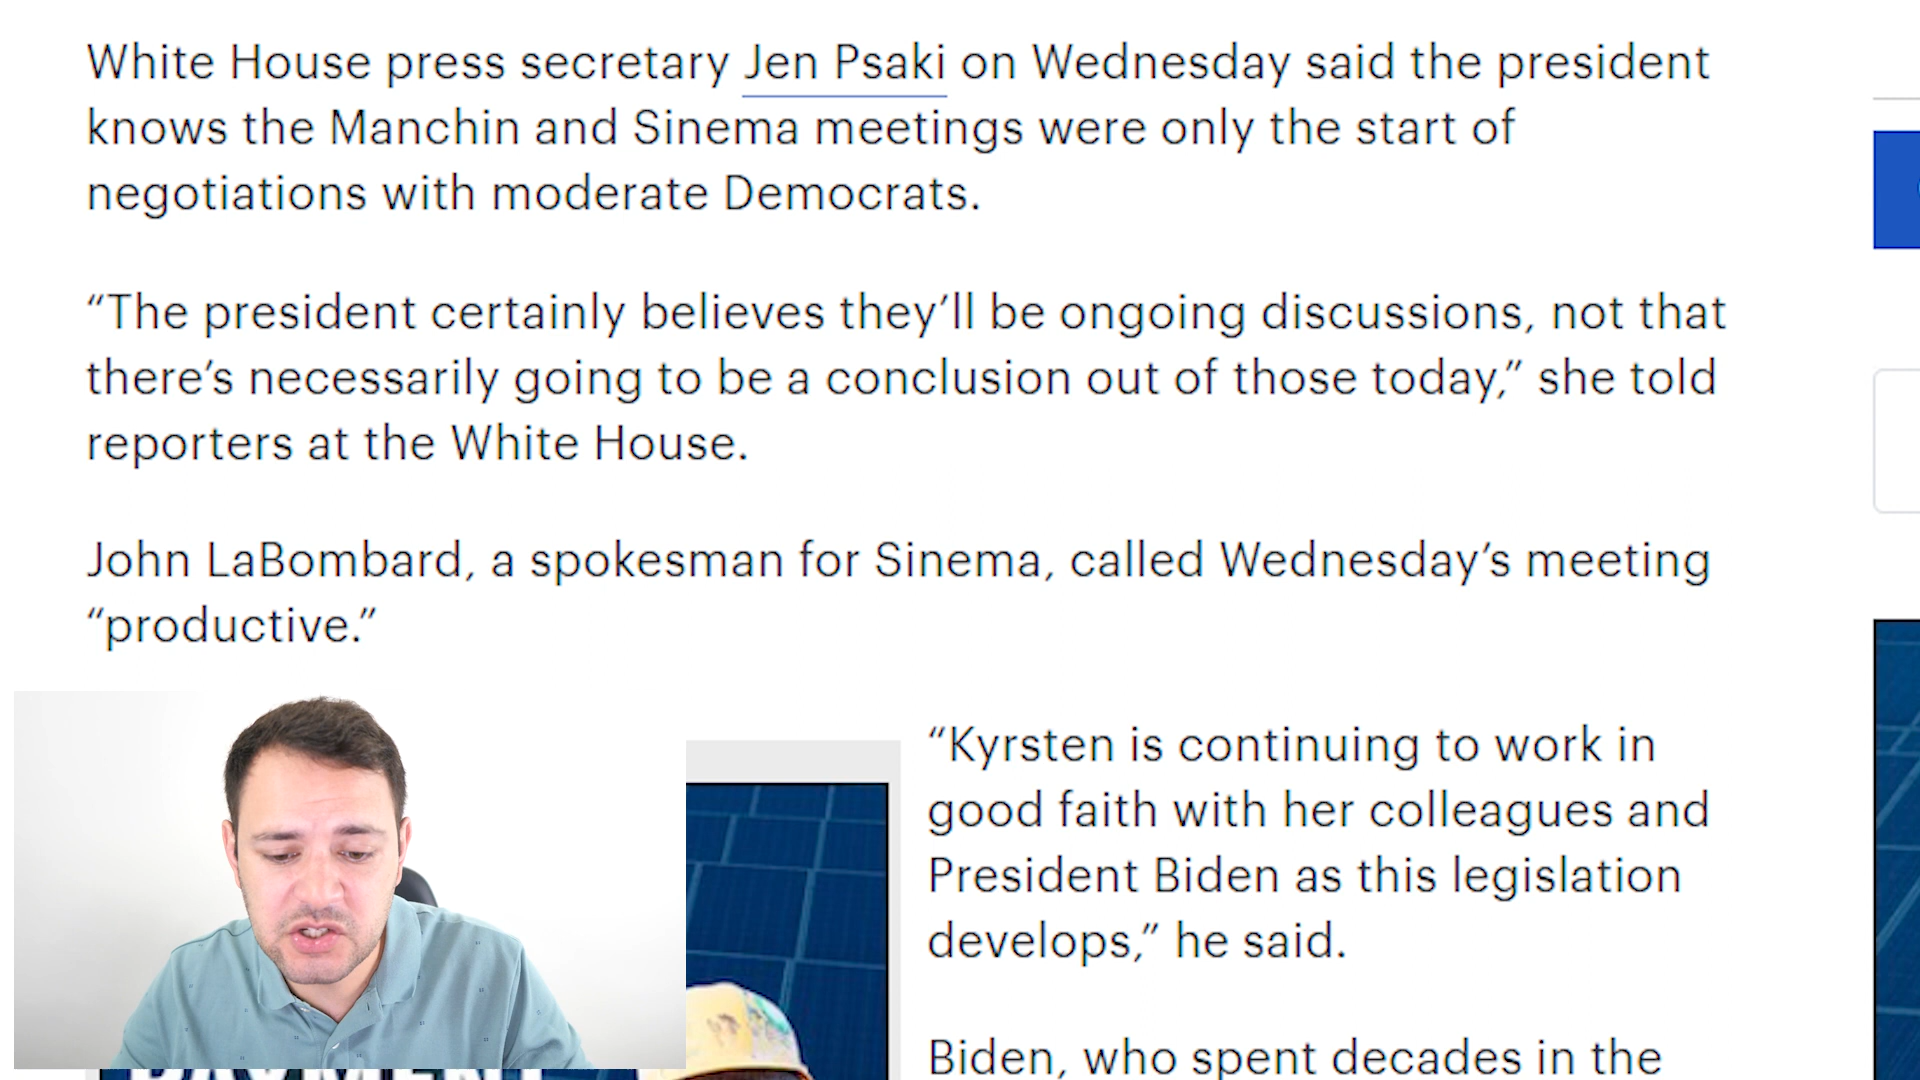 White House press secretary Jen Psaki on Wednesday said the president
knows the Manchin and Sinema meetings were only the start of
negotiations with moderate Democrats.
“The president certainly believes they’ll be ongoing discussions, not that
there’s necessarily going to be a conclusion out of those today,” she told
reporters at the White House.
John LaBombard, a spokesman for Sinema, called Wednesday’s meeting
“productive.”
“Kyrsten is continuing to work in
good faith with her colleagues and
President Biden as this legislation
develops,” he said.
Biden, who spent decades in the
PAYMENT